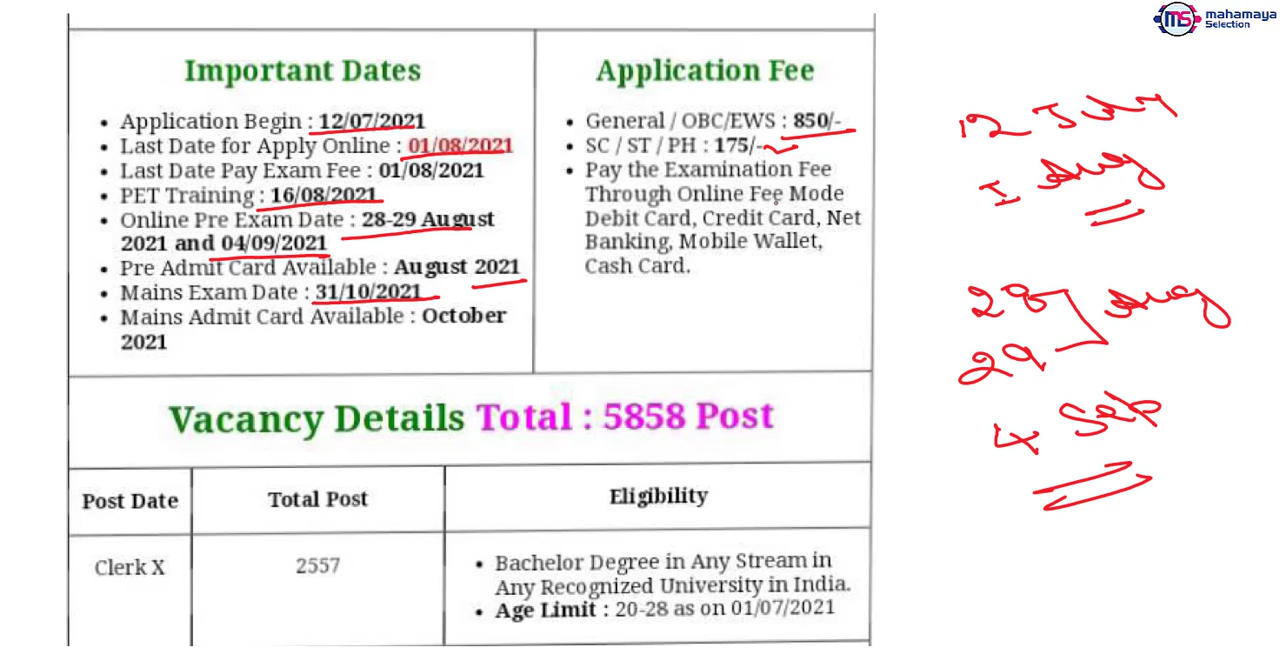 mahamaya
Selection
MS
Important Dates
Application Begin : 12/07/2021
Last Date for Apply Online : 01/08/2021
Last Date Pay Exam Fee : 01/08/2021
PET Training : 16/08/2021
Online Pre Exam Date : 28-29 August
2021 and 04/09/2021
Pre Admit Card Available : August 2021
Mains Exam Date : 31/10/2021
Mains Admit Card Available : October
2021
Application Fee
General / OBC/EWS : 850/-
SC / ST / PH : 175/-
Pay the Examination Fee
Through Online Fee Mode
Debit Card, Credit Card, Net
Banking, Mobile Wallet,
Cash Card.
12 July
1 Aug
28
29
Aug
4 Sep
Vacancy Details Total : 5858 Post
Post Date
Total Post
Eligibility
Clerk X
2557
Bachelor Degree in Any Stream in
Any Recognized University in India.
Age Limit : 20-28 as on 01/07/2021